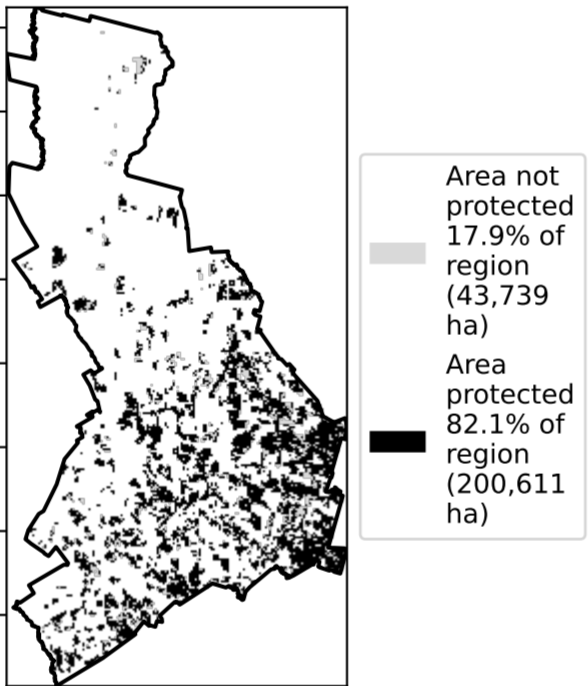 Area not
protected
17.9% of
region
(43,739
ha)
Area
protected
82.1% of
region
(200,611
ha)